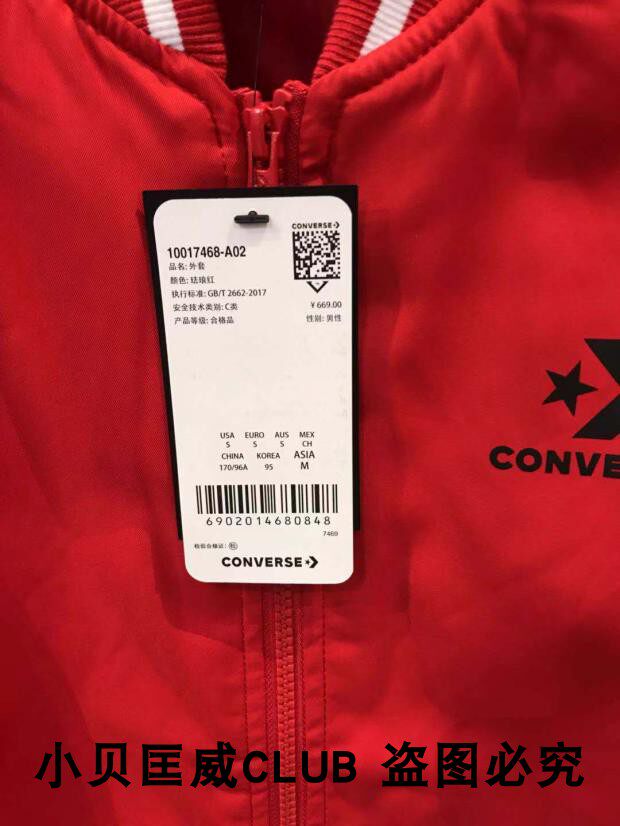 CONVERSE
10017468-A02
品名: 外套
颜色: 珐琅红
执行标准: GB/T 2662-2017
安全技术类别: C类
产品等级: 合格品
¥ 669.00
性别: 男性
USA EURO AUS MEX
S S S CH
CHINA KOREA ASIA
170/96A 95 M
6902014680848
7469
检验合格证: 检
CONVERSE
CONVE
小贝匡威CLUB 盗图必究